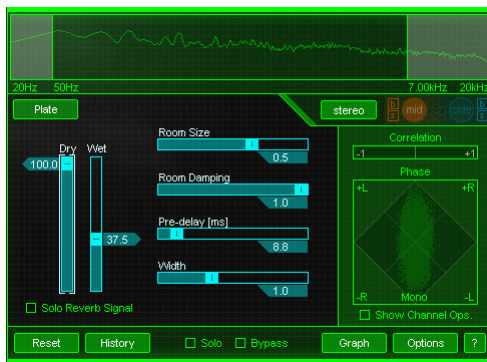 20Hz 50Hz 7.00kHz 20kHz
Plate stereo mid side
Correlation
-1 +1
Phase
+L +R
-R Mono -L
Show Channel Ops.
Dry Wet
100.0
37.5
Solo Reverb Signal
Room Size
0.5
Room Damping
1.0
Pre-delay [ms]
8.8
Width
1.0
Reset History Solo Bypass Graph Options ?